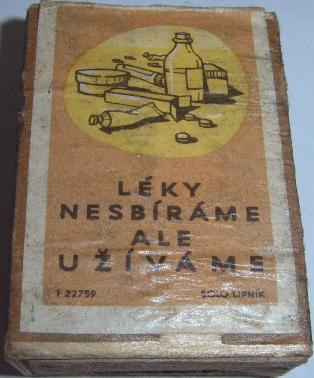 LÉKY
NESBÍRÁME
ALE
UŽÍVÁME
F 22759 SOLO LIPNÍK